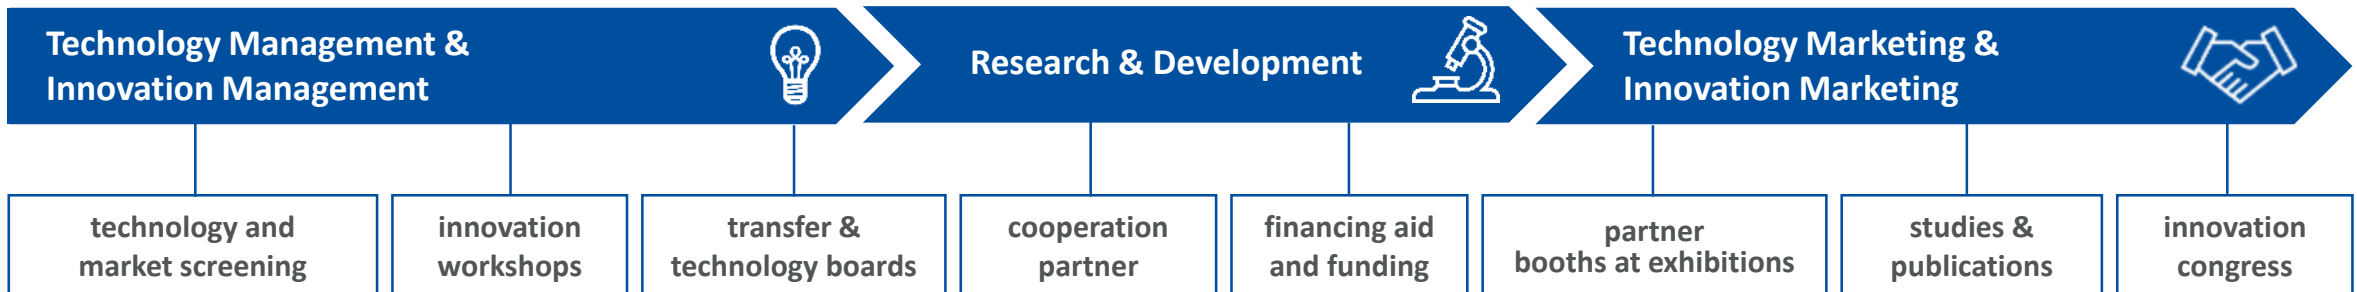 Technology Management &
Innovation Management
Research & Development
Technology Marketing &
Innovation Marketing
technology and
market screening
innovation
workshops
transfer &
technology boards
cooperation
partner
financing aid
and funding
partner
booths at exhibitions
studies &
publications
innovation
congress